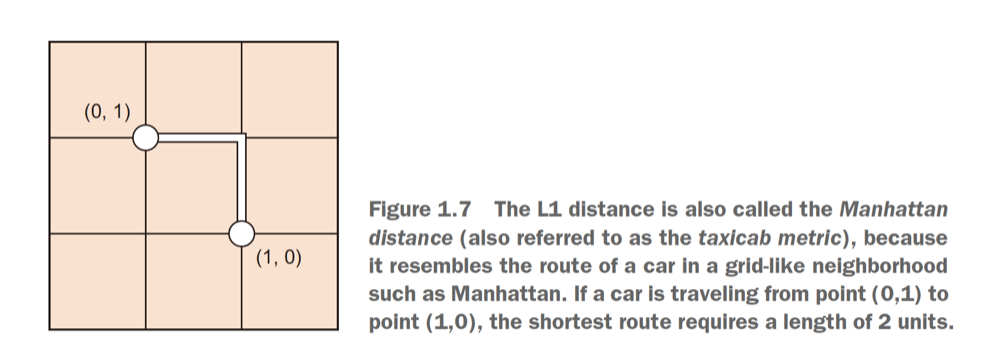 (0, 1)
(1, 0)
Figure 1.7 The L1 distance is also called the Manhattan
distance (also referred to as the taxicab metric), because
it resembles the route of a car in a grid-like neighborhood
such as Manhattan. If a car is traveling from point (0,1) to
point (1,0), the shortest route requires a length of 2 units.